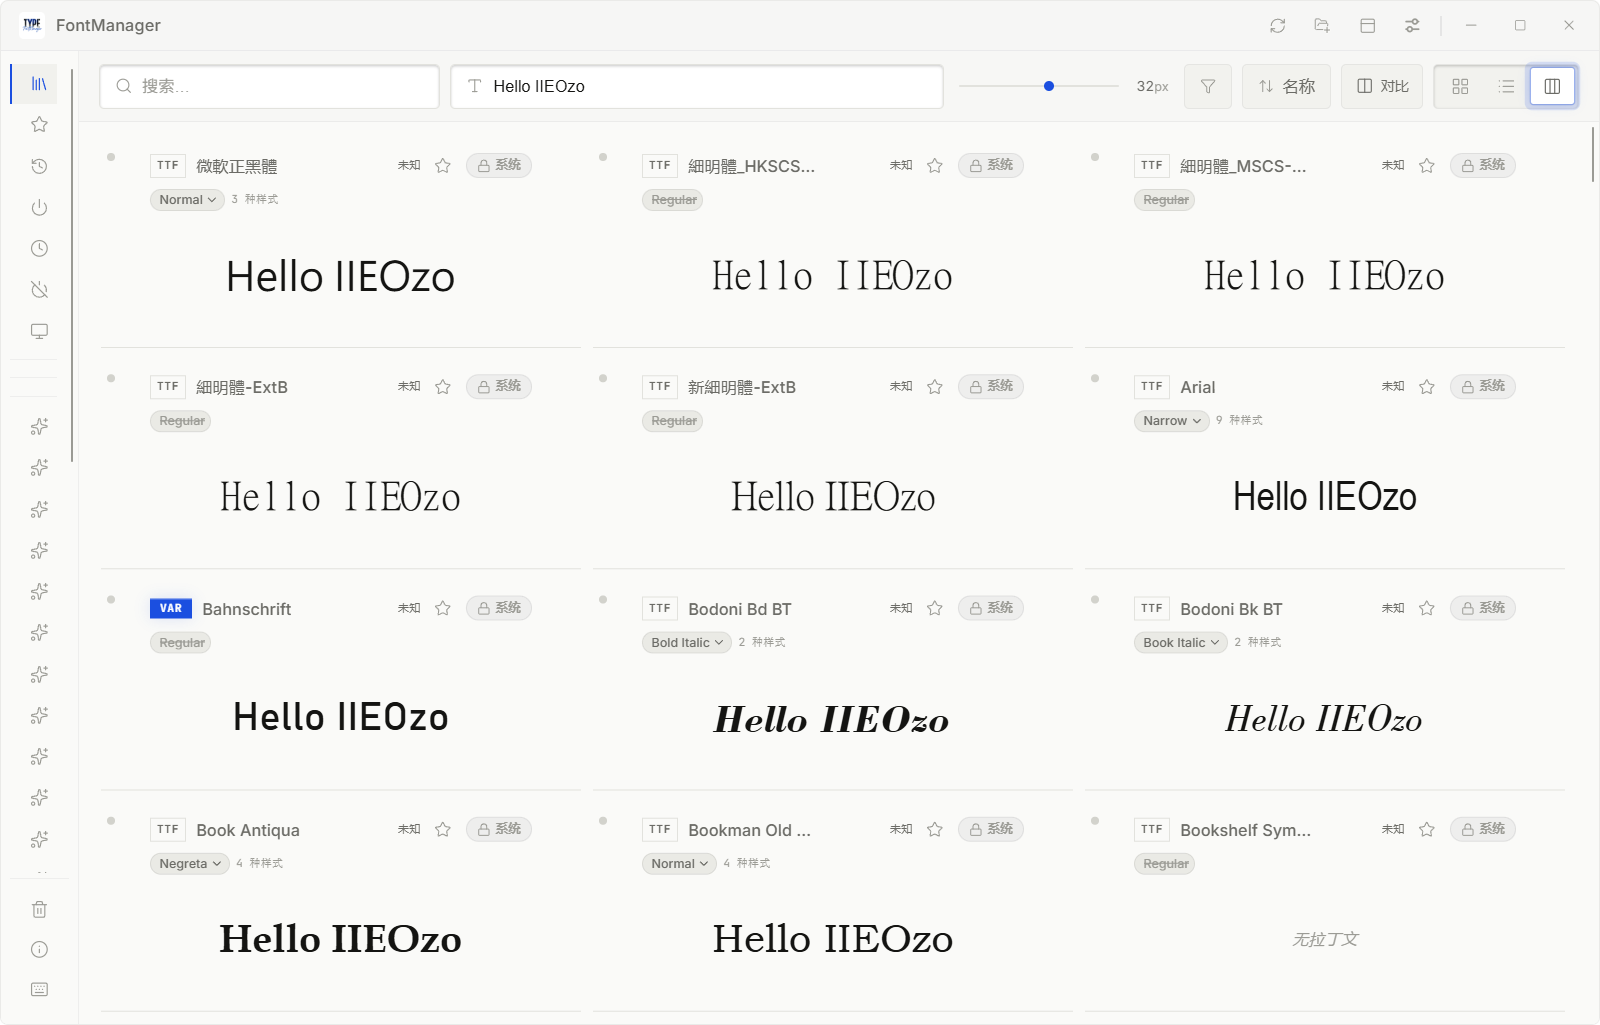 TYPE
FontManager
搜索...
Hello IIEOzo
32px
名称
对比
TTF 微軟正黑體 未知 系统
Normal 3 种样式
Hello IIEOzo
TTF 細明體_HKSCS... 未知 系统
Regular
Hello IIEOzo
TTF 細明體_MSCS-... 未知 系统
Regular
Hello IIEOzo
TTF 細明體-ExtB 未知 系统
Regular
Hello IIEOzo
TTF 新細明體-ExtB 未知 系统
Regular
Hello IIEOzo
TTF Arial 未知 系统
Narrow 9 种样式
Hello IIEOzo
VAR Bahnschrift 未知 系统
Regular
Hello IIEOzo
TTF Bodoni Bd BT 未知 系统
Bold Italic 2 种样式
Hello IIEOzo
TTF Bodoni Bk BT 未知 系统
Book Italic 2 种样式
Hello IIEOzo
TTF Book Antiqua 未知 系统
Negreta 4 种样式
Hello IIEOzo
TTF Bookman Old ... 未知 系统
Normal 4 种样式
Hello IIEOzo
TTF Bookshelf Sym... 未知 系统
Regular
无拉丁文